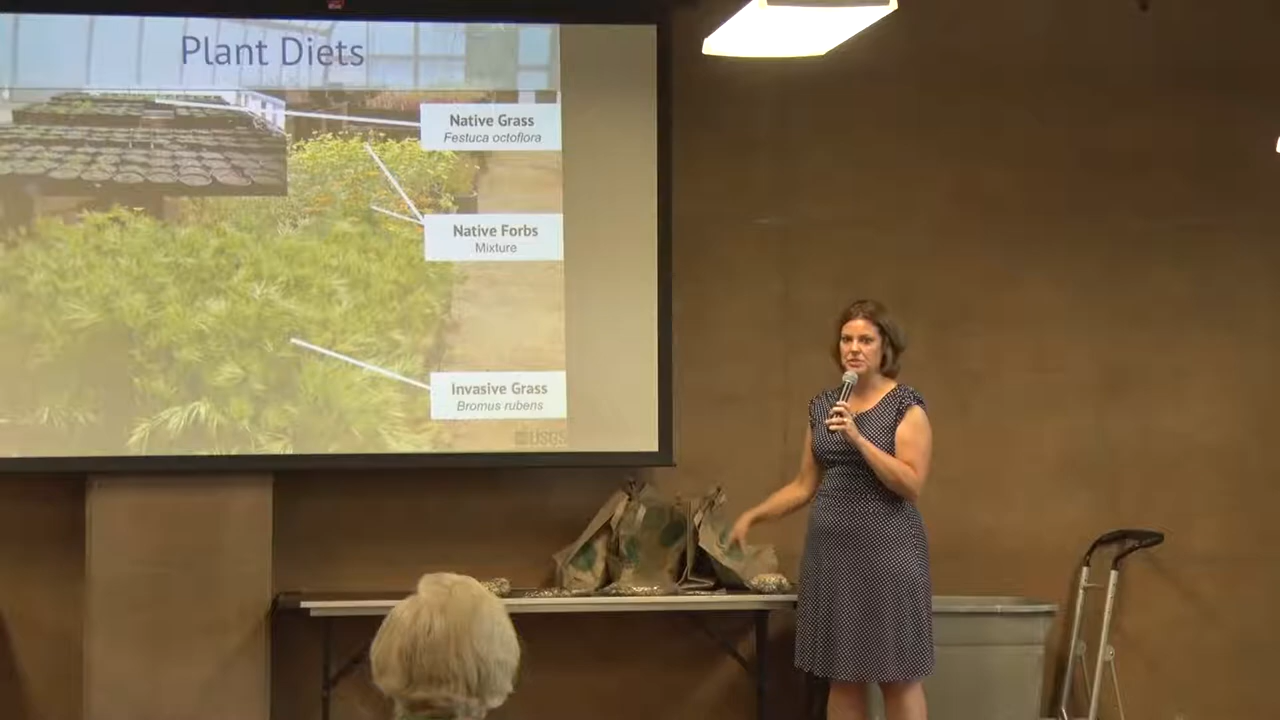 Plant Diets
Native Grass
Festuca octoflora
Native Forbs
Mixture
Invasive Grass
Bromus rubens
USGS